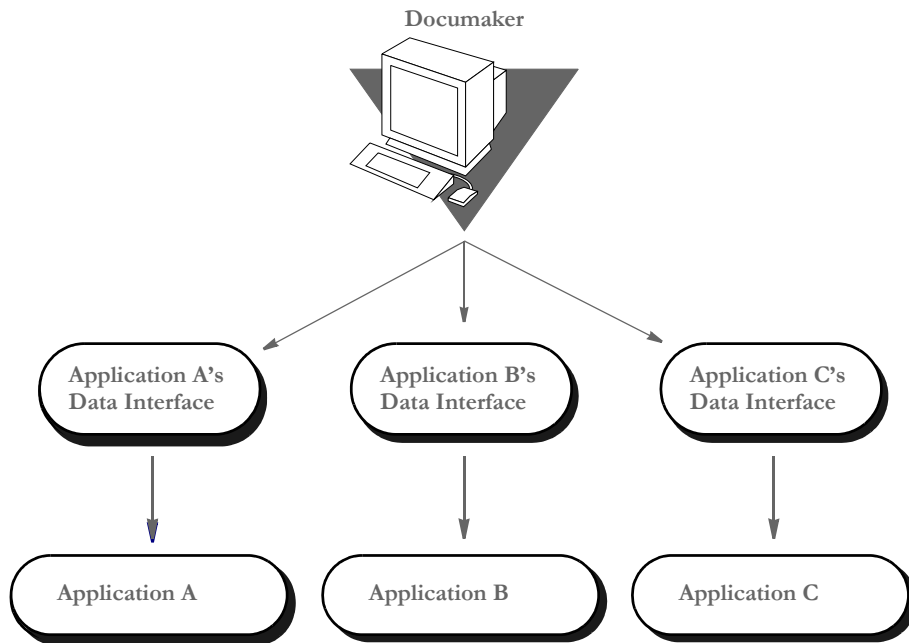 Documaker
Application A’s
Data Interface
Application B’s
Data Interface
Application C’s
Data Interface
Application A
Application B
Application C